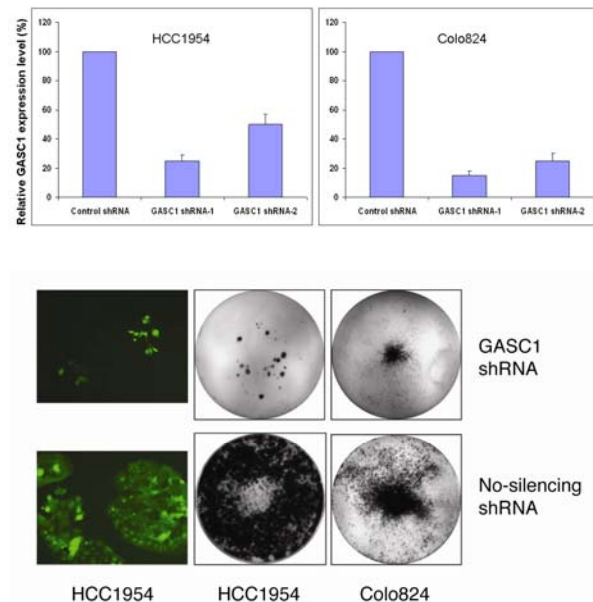 Relative GASC1 expression level (%)
HCC1954
120
100
80
60
40
20
0
Control shRNA GASC1 shRNA-1 GASC1 shRNA-2
Colo824
120
100
80
60
40
20
0
Control shRNA GASC1 shRNA-1 GASC1 shRNA-2
GASC1
shRNA
No-silencing
shRNA
HCC1954 HCC1954 Colo824